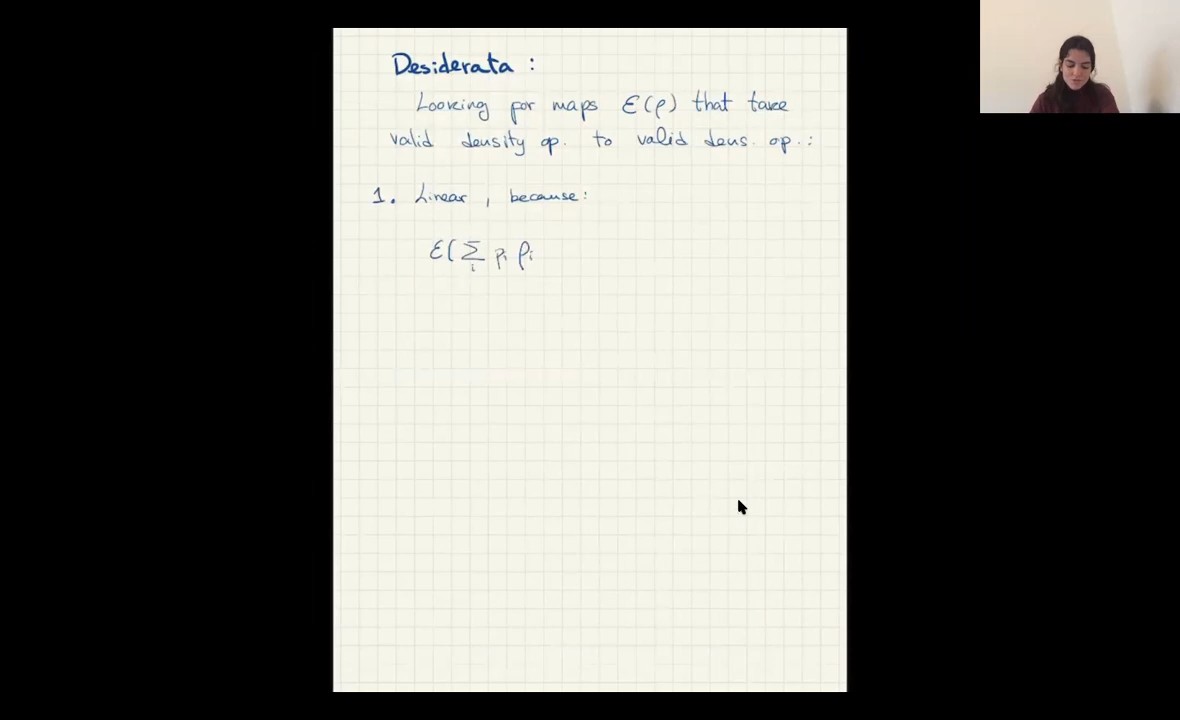 Desiderata :
Looking for maps ℰ(ρ) that take
valid density op. to valid dens. op. :
1. Linear , because :
ℰ(∑ᵢ pᵢ ρᵢ